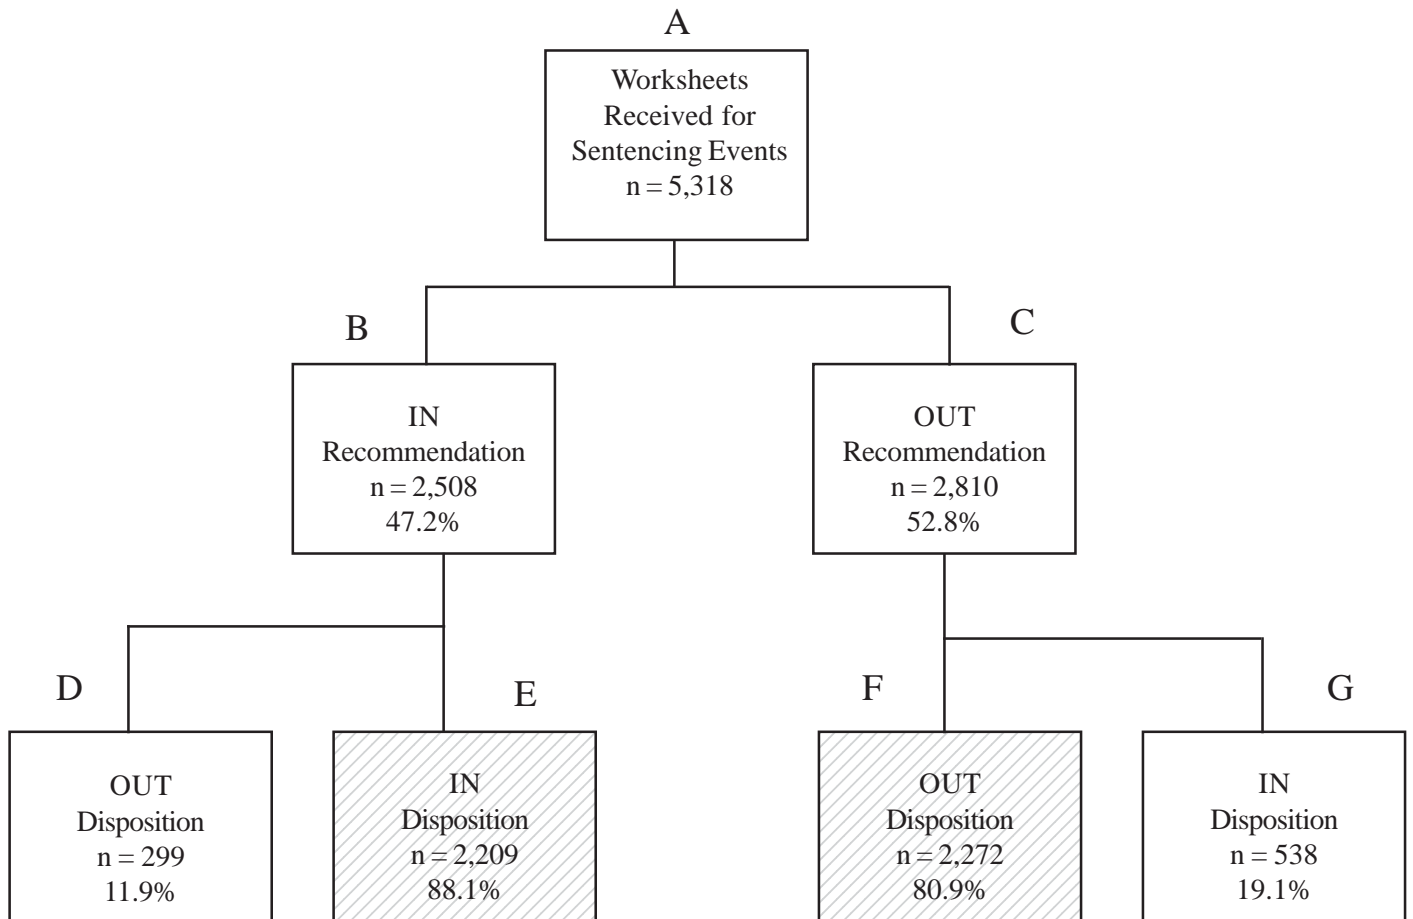 A
Worksheets
Received for
Sentencing Events
n = 5,318
B
IN
Recommendation
n = 2,508
47.2%
C
OUT
Recommendation
n = 2,810
52.8%
D
OUT
Disposition
n = 299
11.9%
E
IN
Disposition
n = 2,209
88.1%
F
OUT
Disposition
n = 2,272
80.9%
G
IN
Disposition
n = 538
19.1%